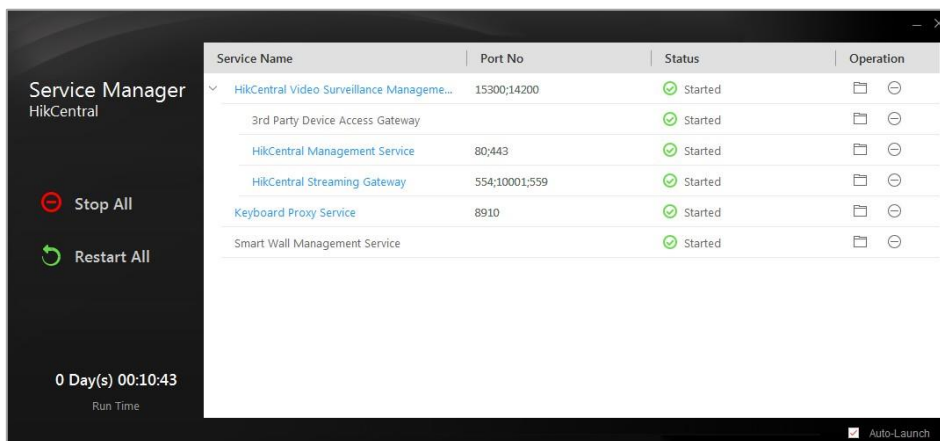 Service Manager
HikCentral
Stop All
Restart All
0 Day(s) 00:10:43
Run Time
Service Name Port No Status Operation
HikCentral Video Surveillance Manageme... 15300;14200 Started
3rd Party Device Access Gateway Started
HikCentral Management Service 80;443 Started
HikCentral Streaming Gateway 554;10001;559 Started
Keyboard Proxy Service 8910 Started
Smart Wall Management Service Started
Auto-Launch